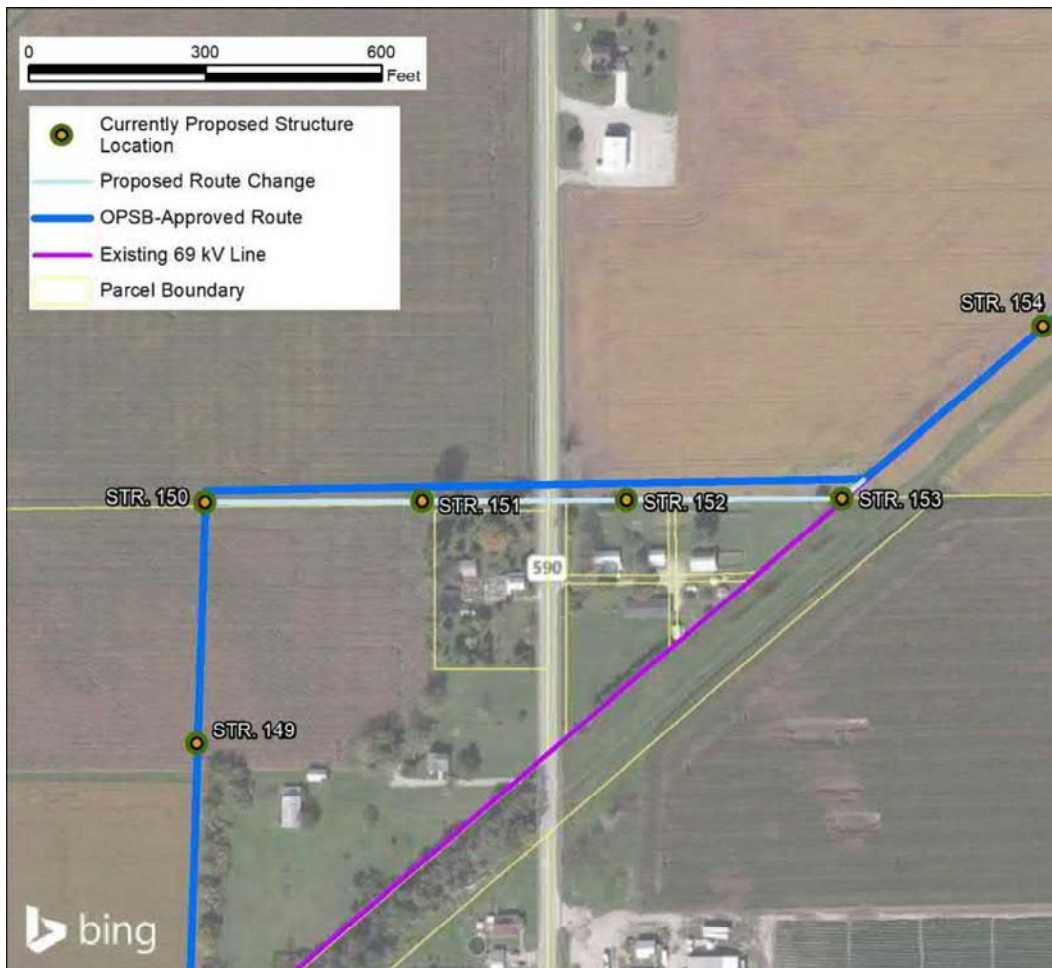 0 300 600
Feet
Currently Proposed Structure
Location
Proposed Route Change
OPSB-Approved Route
Existing 69 kV Line
Parcel Boundary
STR. 154
STR. 150
STR. 151
STR. 152
STR. 153
590
STR. 149
bing